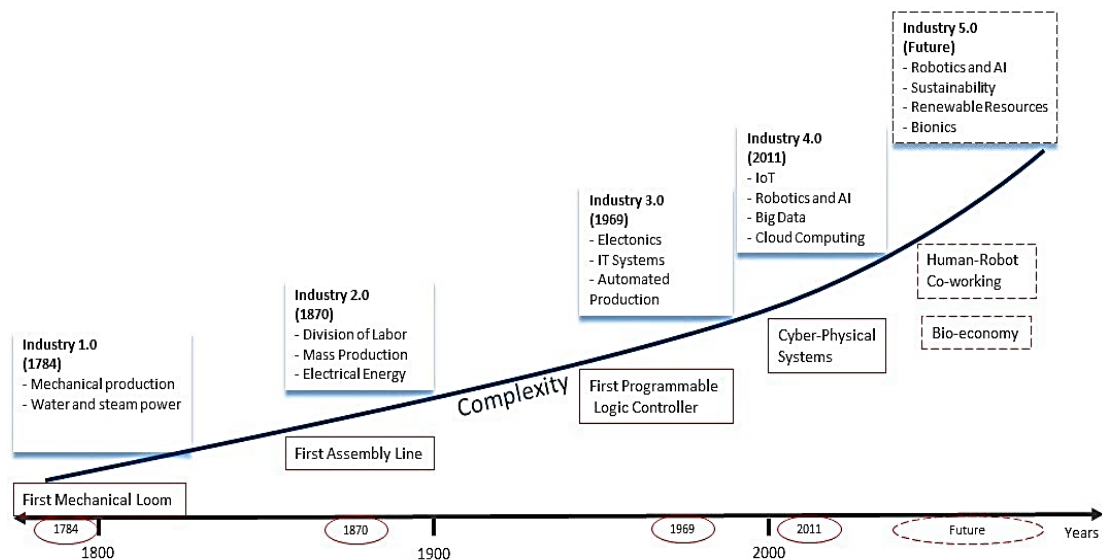 Industry 1.0
(1784)
- Mechanical production
- Water and steam power
First Mechanical Loom
Industry 2.0
(1870)
- Division of Labor
- Mass Production
- Electrical Energy
First Assembly Line
Complexity
Industry 3.0
(1969)
- Electonics
- IT Systems
- Automated
Production
First Programmable
Logic Controller
Industry 4.0
(2011)
- IoT
- Robotics and AI
- Big Data
- Cloud Computing
Cyber-Physical
Systems
Industry 5.0
(Future)
- Robotics and AI
- Sustainability
- Renewable Resources
- Bionics
Human-Robot
Co-working
Bio-economy
1784
1870
1969
2011
Future
Years
1800
1900
2000